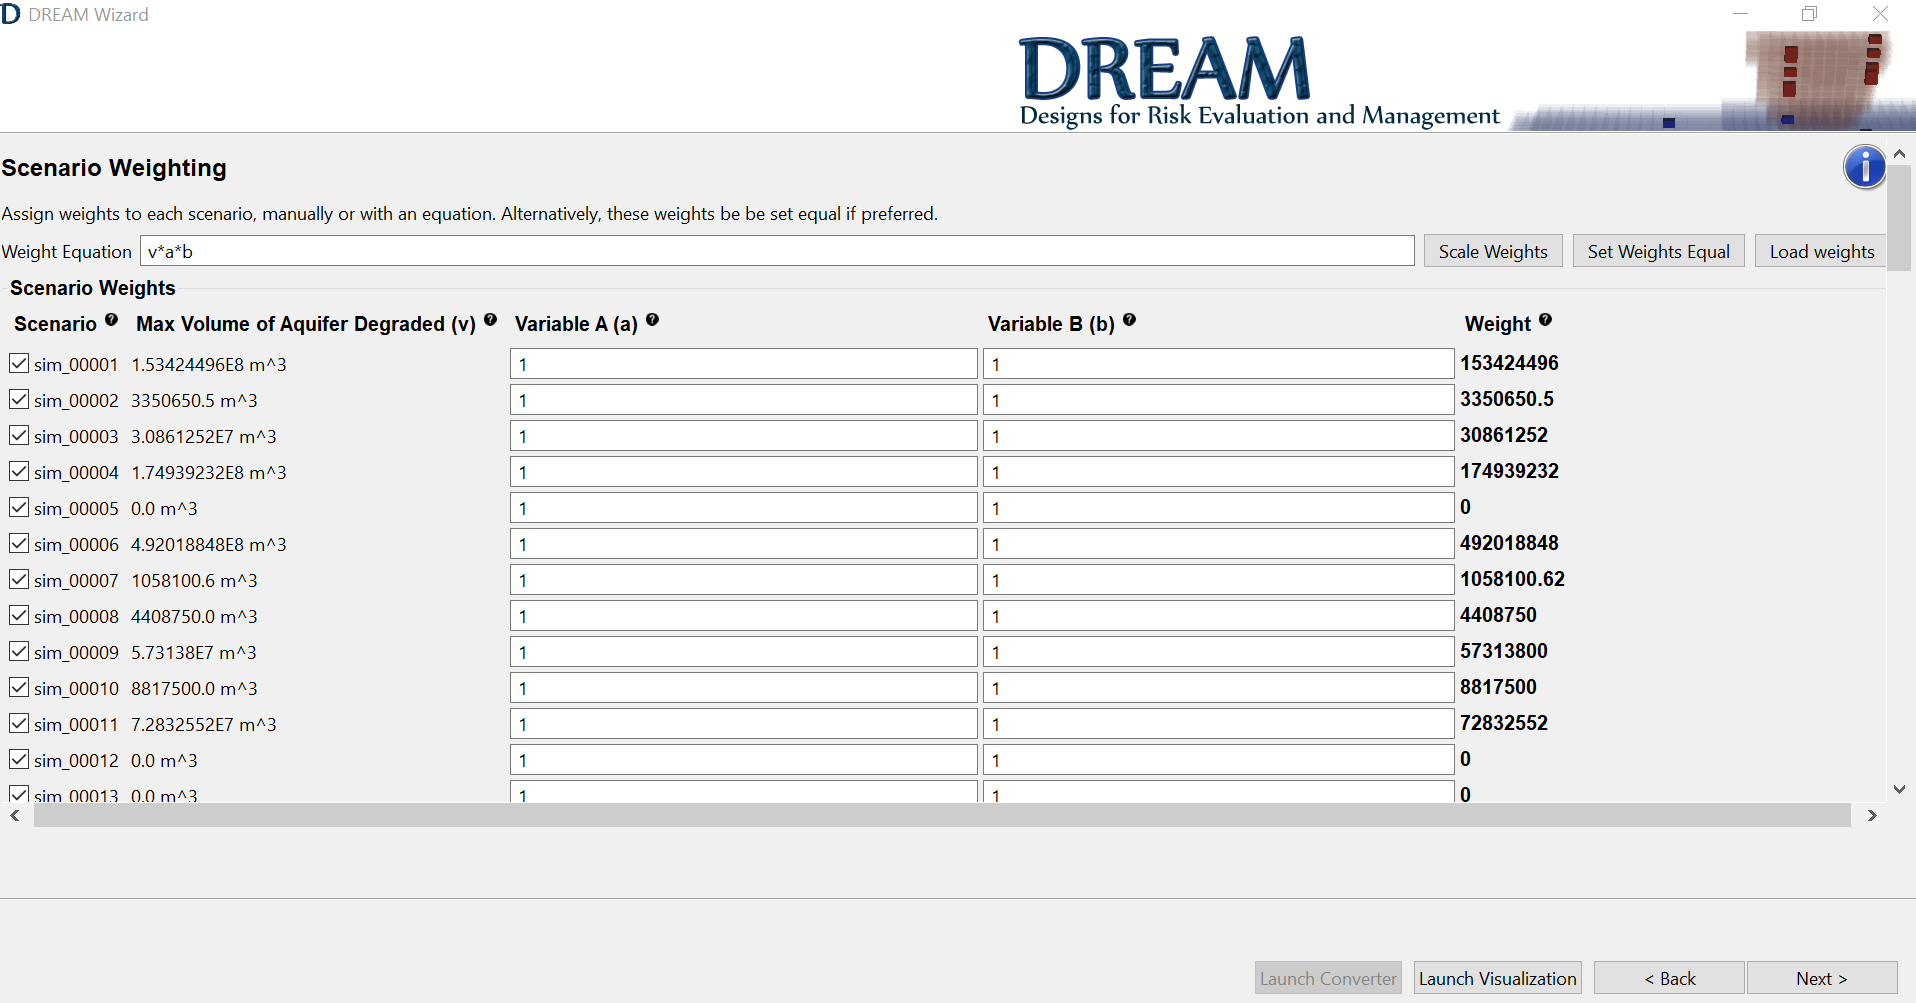 D DREAM Wizard
DREAM
Designs for Risk Evaluation and Management
Scenario Weighting
i
Assign weights to each scenario, manually or with an equation. Alternatively, these weights be be set equal if preferred.
Weight Equation v*a*b Scale Weights Set Weights Equal Load weights
Scenario Weights
Scenario ? Max Volume of Aquifer Degraded (v) ? Variable A (a) ? Variable B (b) ? Weight ?
sim_00001 1.53424496E8 m^3 1 1 153424496
sim_00002 3350650.5 m^3 1 1 3350650.5
sim_00003 3.0861252E7 m^3 1 1 30861252
sim_00004 1.74939232E8 m^3 1 1 174939232
sim_00005 0.0 m^3 1 1 0
sim_00006 4.92018848E8 m^3 1 1 492018848
sim_00007 1058100.6 m^3 1 1 1058100.62
sim_00008 4408750.0 m^3 1 1 4408750
sim_00009 5.73138E7 m^3 1 1 57313800
sim_00010 8817500.0 m^3 1 1 8817500
sim_00011 7.2832552E7 m^3 1 1 72832552
sim_00012 0.0 m^3 1 1 0
sim_00013 0.0 m^3 1 1 0
Launch Converter Launch Visualization < Back Next >